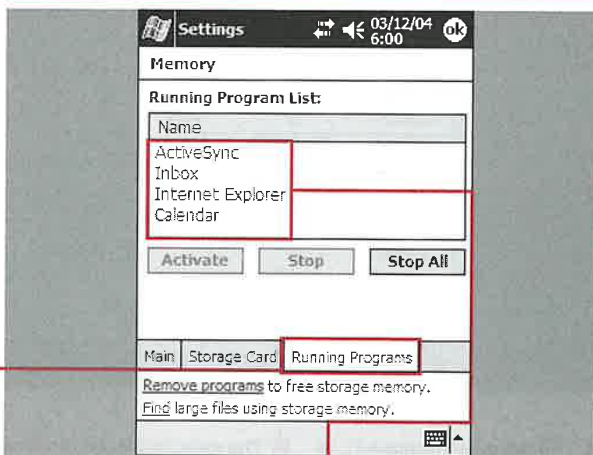 Settings
03/12/04
6:00
ok
Memory
Running Program List:
Name
ActiveSync
Inbox
Internet Explorer
Calendar
Activate Stop Stop All
Main Storage Card Running Programs
Remove programs to free storage memory.
Find large files using storage memory.